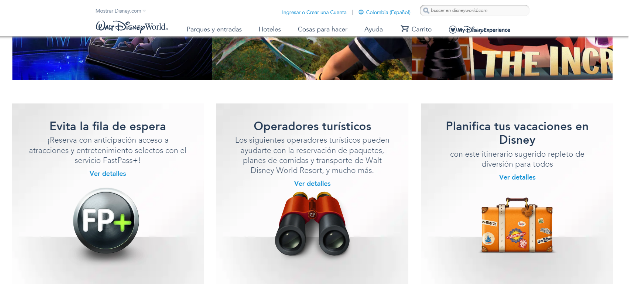 Mostrar Disney.com
Ingresar o Crear una Cuenta | Colombia (Español)
Buscar en disneyworld.co
Walt Disney World.
Parques y entradas Hoteles Cosas para hacer Ayuda Carrito My Disney Experience
THE INCR
Evita la fila de espera
¡Reserva con anticipación acceso a
atracciones y entretenimiento selectos con el
servicio FastPass+!
Ver detalles
FP+
Operadores turísticos
Los siguientes operadores turísticos pueden
ayudarte con la reservación de paquetes,
planes de comidas y transporte de Walt
Disney World Resort, y mucho más.
Ver detalles
Planifica tus vacaciones en
Disney
con este itinerario sugerido repleto de
diversión para todos
Ver detalles